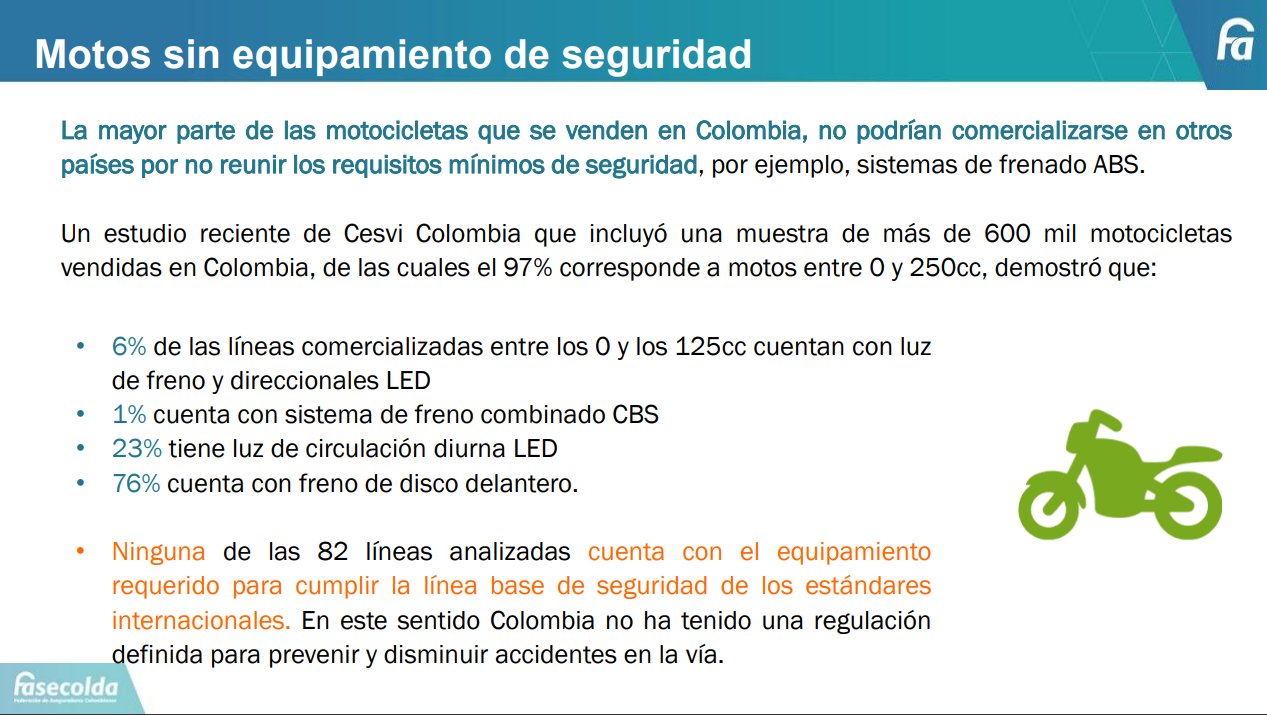 Motos sin equipamiento de seguridad
fa
La mayor parte de las motocicletas que se venden en Colombia, no podrían comercializarse en otros
países por no reunir los requisitos mínimos de seguridad, por ejemplo, sistemas de frenado ABS.
Un estudio reciente de Cesvi Colombia que incluyó una muestra de más de 600 mil motocicletas
vendidas en Colombia, de las cuales el 97% corresponde a motos entre 0 y 250cc, demostró que:
• 6% de las líneas comercializadas entre los 0 y los 125cc cuentan con luz
de freno y direccionales LED
• 1% cuenta con sistema de freno combinado CBS
• 23% tiene luz de circulación diurna LED
• 76% cuenta con freno de disco delantero.
• Ninguna de las 82 líneas analizadas cuenta con el equipamiento
requerido para cumplir la línea base de seguridad de los estándares
internacionales. En este sentido Colombia no ha tenido una regulación
definida para prevenir y disminuir accidentes en la vía.
fasecolda
Federación de Aseguradores Colombianos